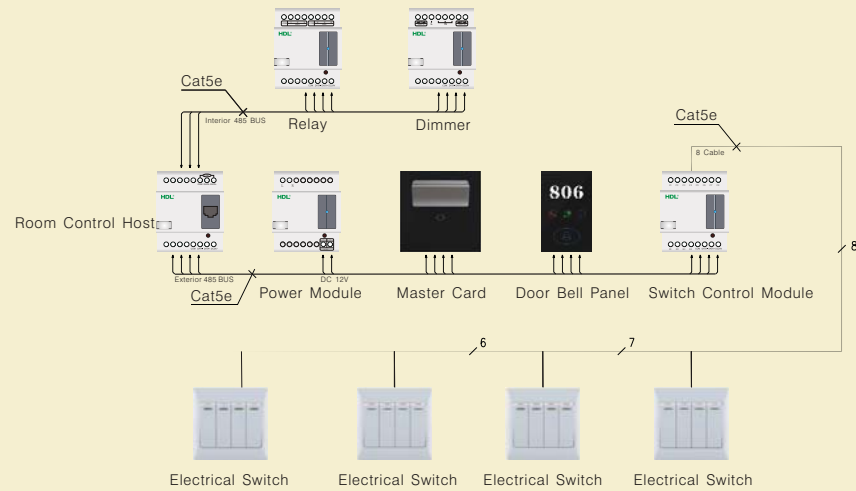 HDL
HDL
Cat5e
Interior 485 BUS
Relay
Dimmer
Cat5e
8 Cable
HDL
HDL
806
HDL
Room Control Host
8
Exterior 485 BUS
DC 12V
Cat5e
Power Module
Master Card
Door Bell Panel
Switch Control Module
6
7
Electrical Switch
Electrical Switch
Electrical Switch
Electrical Switch